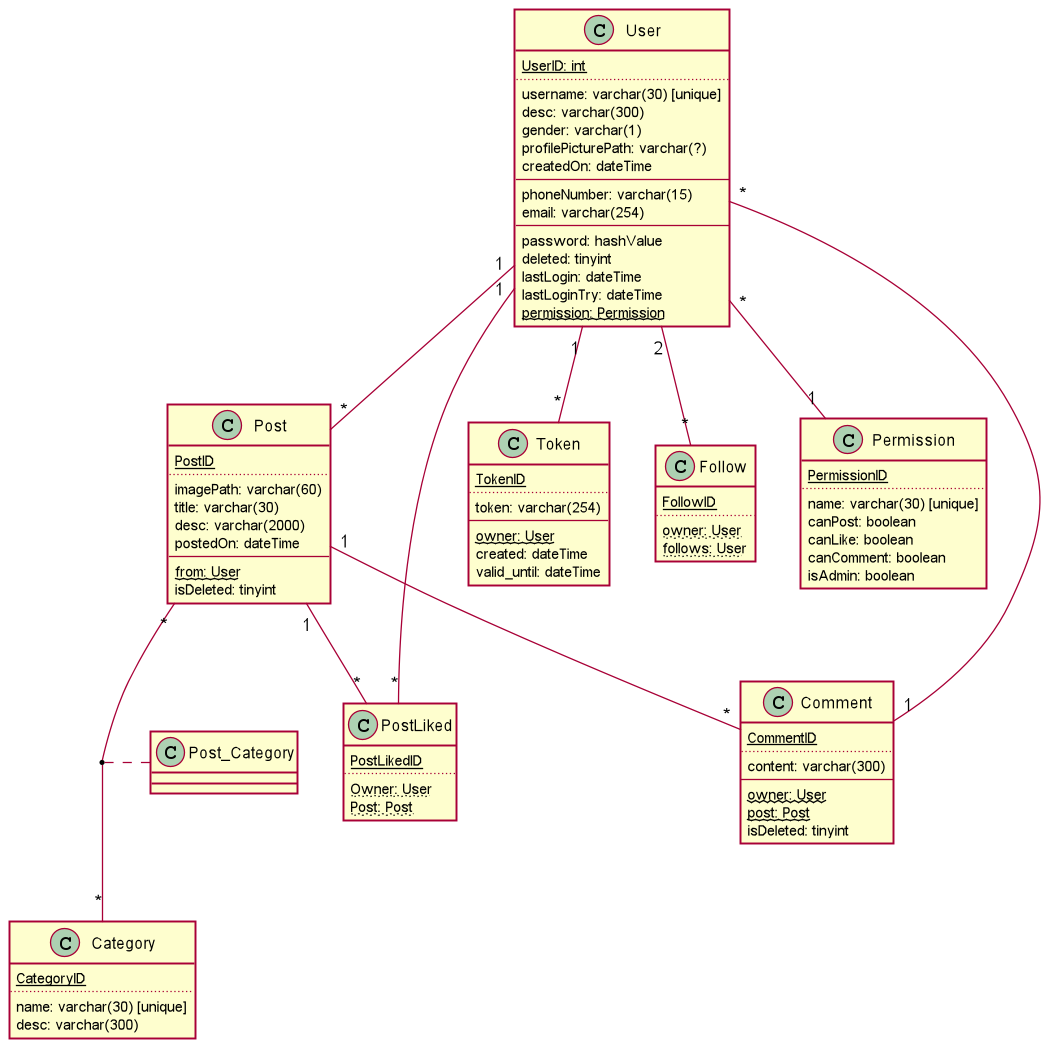 C User
UserID: int
username: varchar(30) [unique]
desc: varchar(300)
gender: varchar(1)
profilePicturePath: varchar(?)
createdOn: dateTime
phoneNumber: varchar(15)
email: varchar(254)
password: hashValue
deleted: tinyint
lastLogin: dateTime
lastLoginTry: dateTime
permission: Permission
*
1
1
*
1
2
*
*
*
1
C Post
PostID
imagePath: varchar(60)
title: varchar(30)
desc: varchar(2000)
postedOn: dateTime
from: User
isDeleted: tinyint
C Token
TokenID
token: varchar(254)
owner: User
created: dateTime
valid_until: dateTime
C Follow
FollowID
owner: User
follows: User
C Permission
PermissionID
name: varchar(30) [unique]
canPost: boolean
canLike: boolean
canComment: boolean
isAdmin: boolean
1
*
1
*
*
*
1
C Post_Category
C PostLiked
PostLikedID
Owner: User
Post: Post
C Comment
CommentID
content: varchar(300)
owner: User
post: Post
isDeleted: tinyint
*
C Category
CategoryID
name: varchar(30) [unique]
desc: varchar(300)